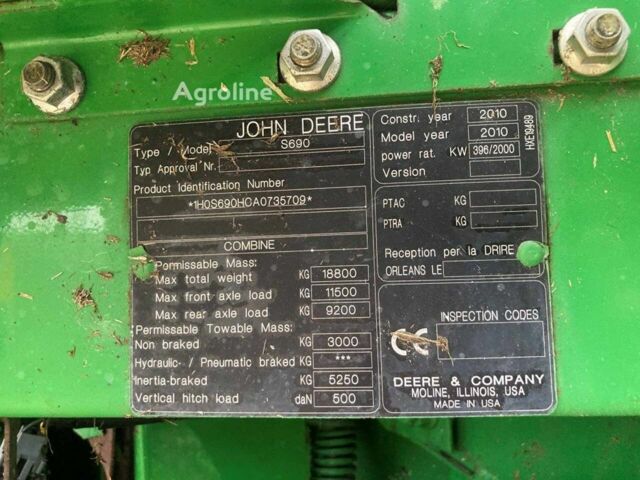 Agroline
JOHN DEERE
Type / Model S690
Typ Approval Nr.
Product Identification Number
*1H0S690HCA0735709*
COMBINE
Permissable Mass:
Max total weight KG 18800
Max front axle load KG 11500
Max rear axle load KG 9200
Permissable Towable Mass:
Non braked KG 3000
Hydraulic- / Pneumatic braked KG ***
Inertia-braked KG 5250
Vertical hitch load daN 500
Constr. year 2010
Model year 2010
power rat. KW 396/2000
Version
HXE19489
PTAC KG
PTRA KG
Reception per la DRIRE
ORLEANS LE
INSPECTION CODES
CE
DEERE & COMPANY
MOLINE, ILLINOIS, USA
MADE IN USA